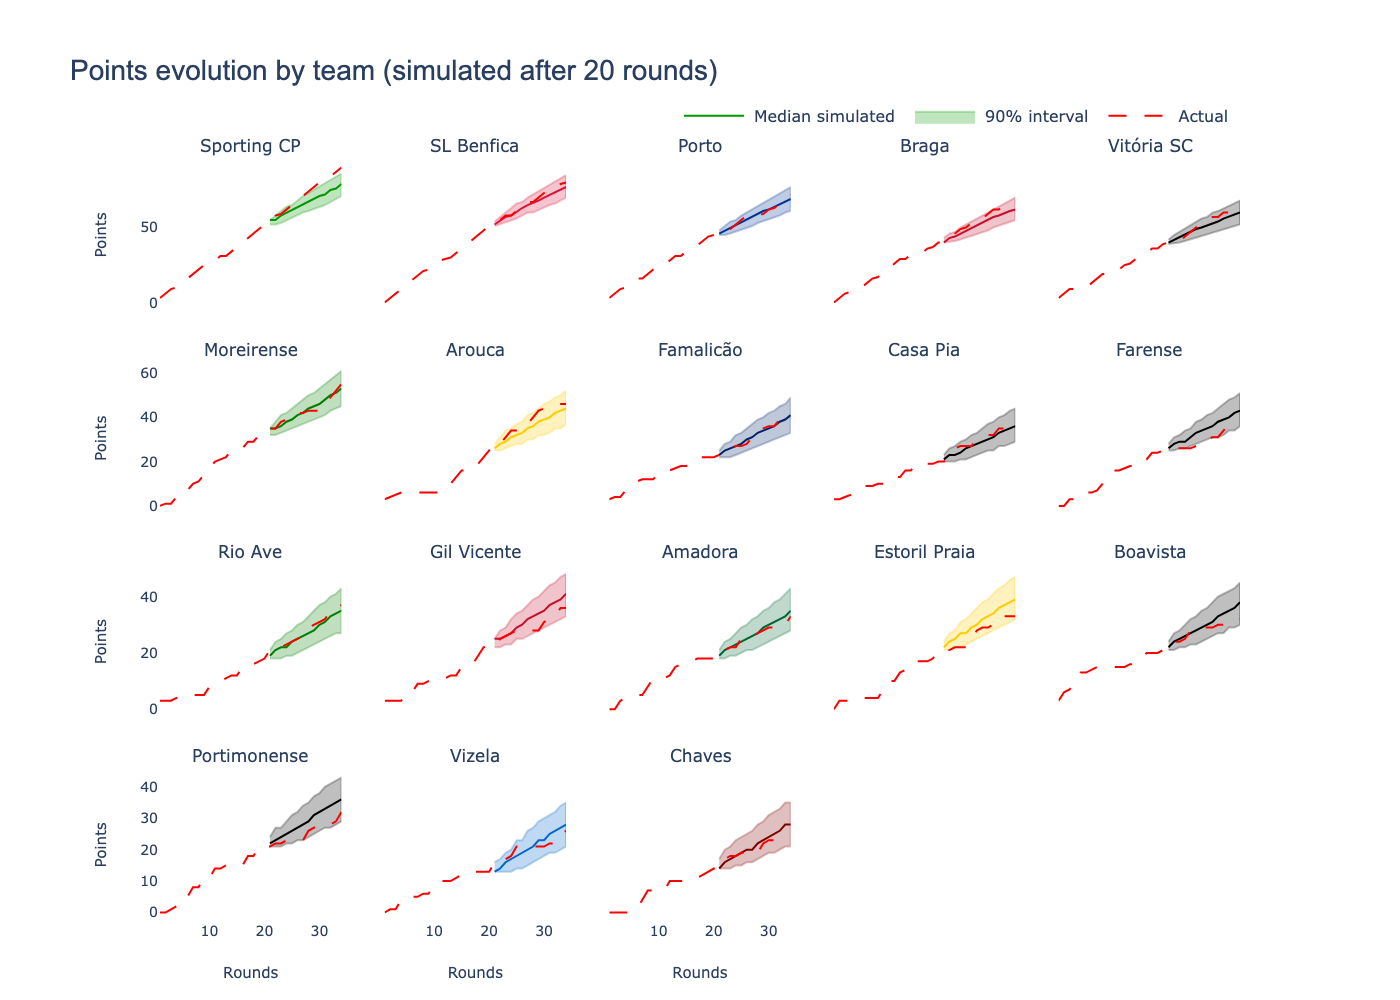 Points evolution by team (simulated after 20 rounds)
Median simulated 90% interval Actual
Sporting CP SL Benfica Porto Braga Vitória SC
Points
50
0
Moreirense Arouca Famalicão Casa Pia Farense
Points
60
40
20
0
Rio Ave Gil Vicente Amadora Estoril Praia Boavista
Points
40
20
0
Portimonense Vizela Chaves
Points
40
30
20
10
0
10 20 30 10 20 30 10 20 30
Rounds Rounds Rounds